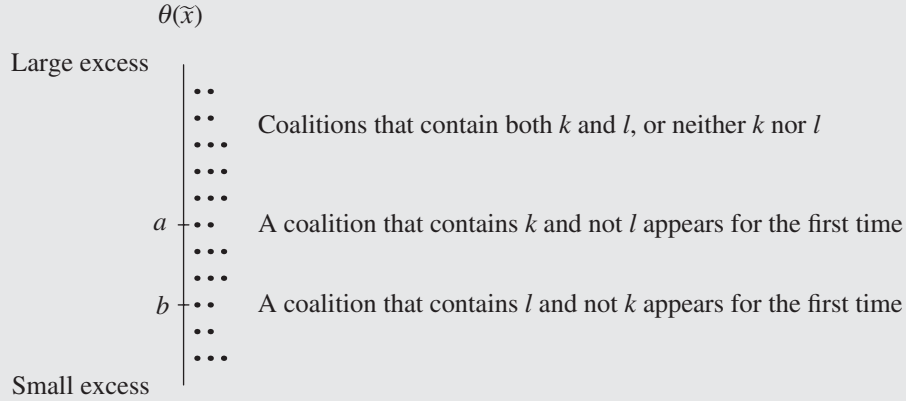 θ(x̃)
Large excess
Coalitions that contain both k and l, or neither k nor l
a A coalition that contains k and not l appears for the first time
b A coalition that contains l and not k appears for the first time
Small excess